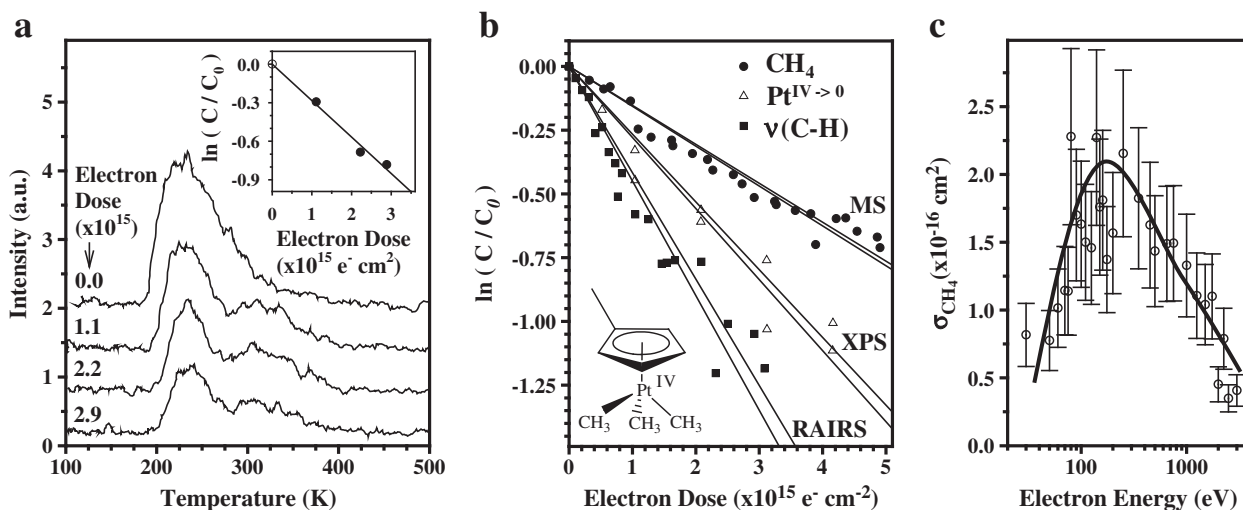 a
Intensity (a.u.)
5
4
3
2
1
0
Electron
Dose
(x10¹⁵)
0.0
1.1
2.2
2.9
100
200
300
400
500
Temperature (K)
ln ( C / C₀ )
0.0
-0.3
-0.6
-0.9
0
1
2
3
Electron Dose
(x10¹⁵ e⁻ cm²)
b
ln ( C / C₀ )
0.00
-0.25
-0.50
-0.75
-1.00
-1.25
CH₄
Pt^IV -> 0
ν(C-H)
MS
XPS
RAIRS
IV
Pt
CH₃
CH₃
CH₃
0
1
2
3
4
5
Electron Dose (x10¹⁵ e⁻ cm⁻²)
c
σ_CH₄(x10⁻¹⁶ cm²)
2.5
2.0
1.5
1.0
0.5
0.0
100
1000
Electron Energy (eV)